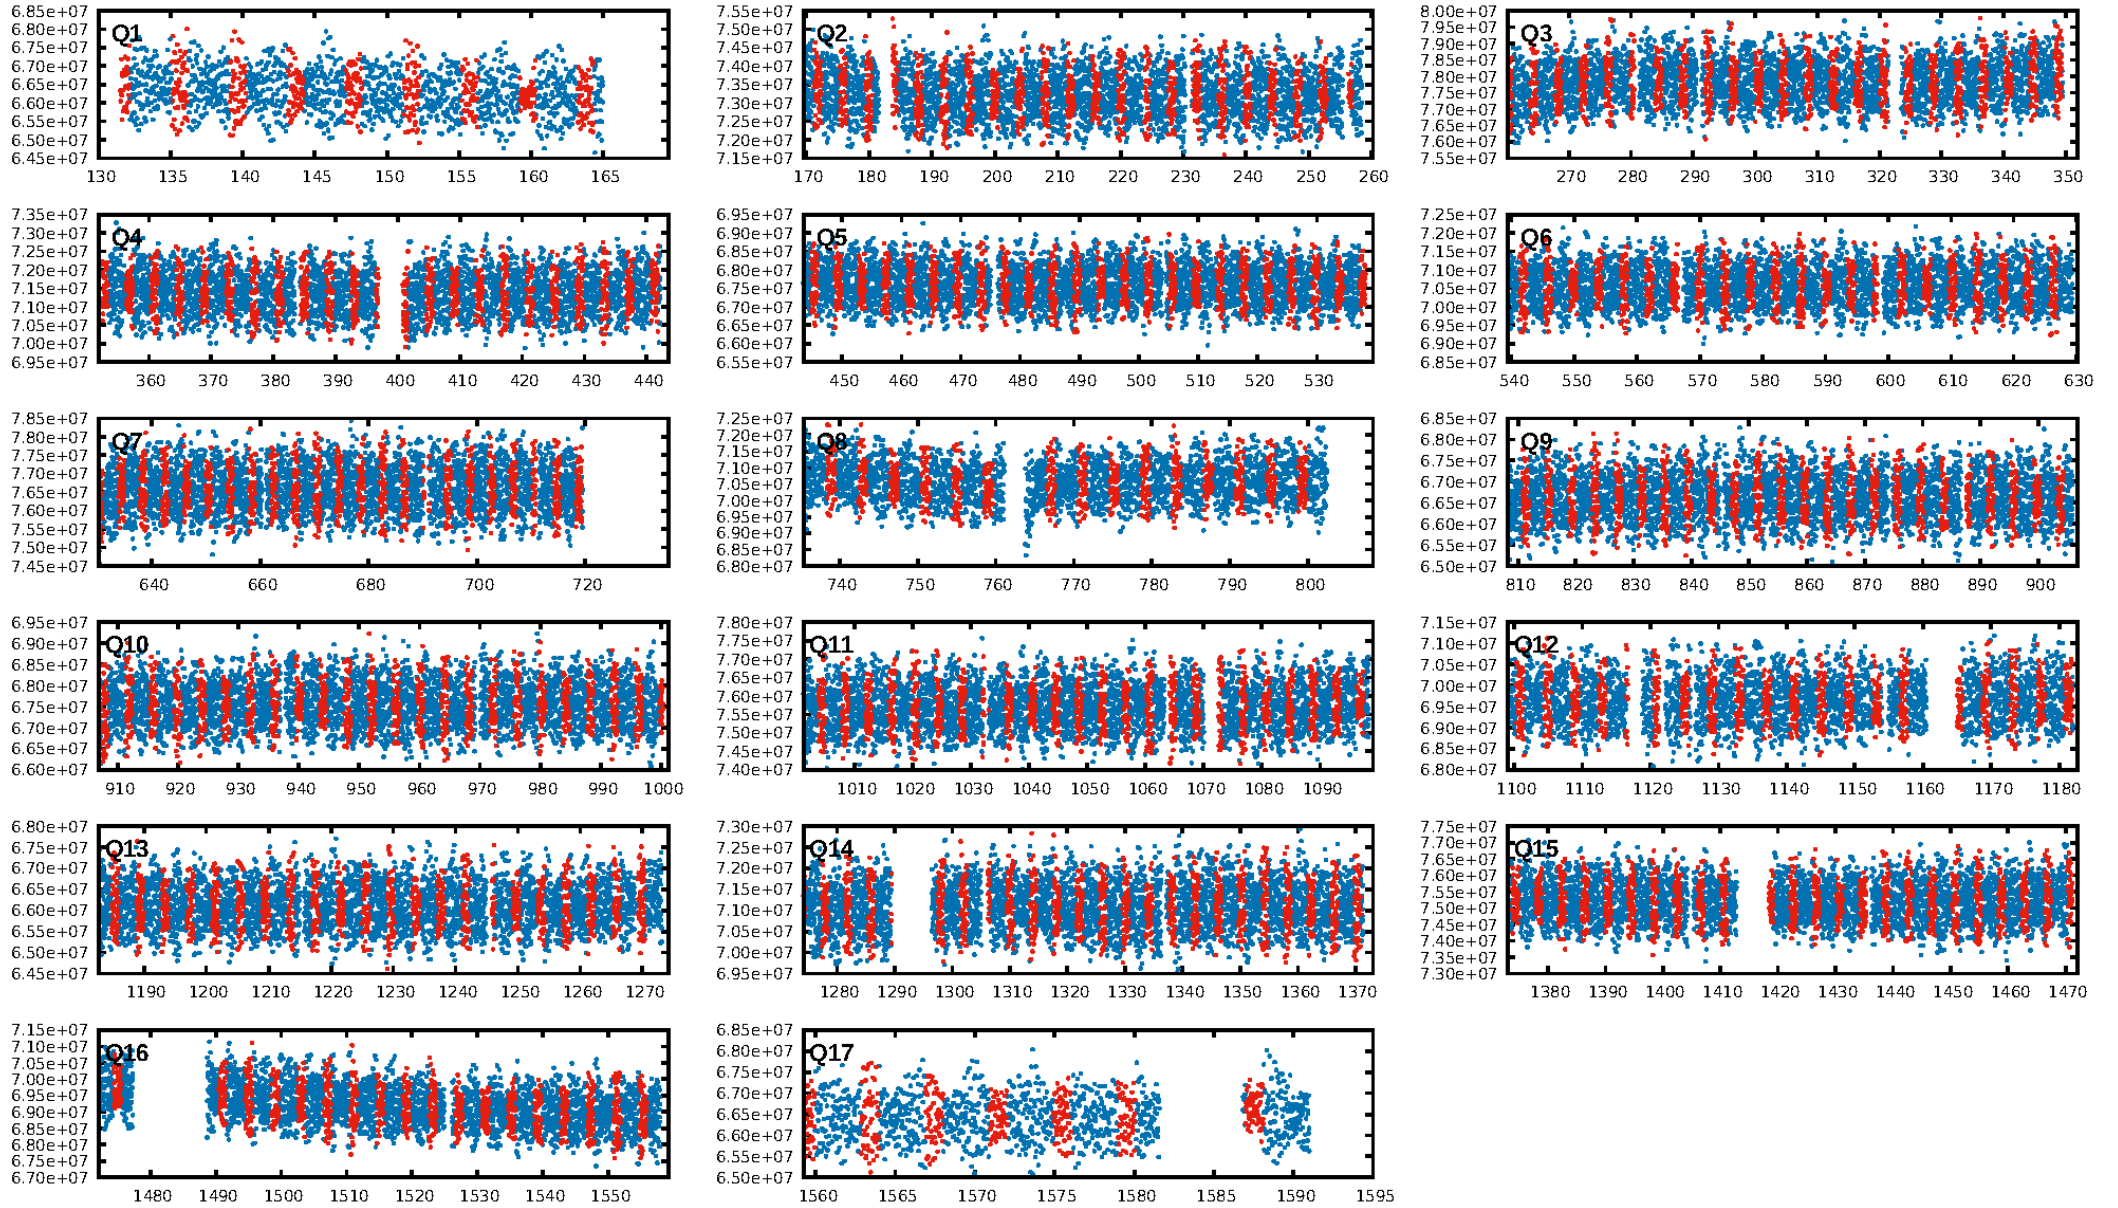 6.85e+07 6.80e+07 6.75e+07 6.70e+07 6.65e+07 6.60e+07 6.55e+07 6.50e+07 6.45e+07
Q1
130 135 140 145 150 155 160 165
7.55e+07 7.50e+07 7.45e+07 7.40e+07 7.35e+07 7.30e+07 7.25e+07 7.20e+07 7.15e+07
Q2
170 180 190 200 210 220 230 240 250 260
8.00e+07 7.95e+07 7.90e+07 7.85e+07 7.80e+07 7.75e+07 7.70e+07 7.65e+07 7.60e+07 7.55e+07
Q3
270 280 290 300 310 320 330 340 350
7.35e+07 7.30e+07 7.25e+07 7.20e+07 7.15e+07 7.10e+07 7.05e+07 7.00e+07 6.95e+07
Q4
360 370 380 390 400 410 420 430 440
6.95e+07 6.90e+07 6.85e+07 6.80e+07 6.75e+07 6.70e+07 6.65e+07 6.60e+07 6.55e+07
Q5
450 460 470 480 490 500 510 520 530
7.25e+07 7.20e+07 7.15e+07 7.10e+07 7.05e+07 7.00e+07 6.95e+07 6.90e+07 6.85e+07
Q6
540 550 560 570 580 590 600 610 620 630
7.85e+07 7.80e+07 7.75e+07 7.70e+07 7.65e+07 7.60e+07 7.55e+07 7.50e+07 7.45e+07
Q7
640 660 680 700 720
7.25e+07 7.20e+07 7.15e+07 7.10e+07 7.05e+07 7.00e+07 6.95e+07 6.90e+07 6.85e+07 6.80e+07
Q8
740 750 760 770 780 790 800
6.85e+07 6.80e+07 6.75e+07 6.70e+07 6.65e+07 6.60e+07 6.55e+07 6.50e+07
Q9
810 820 830 840 850 860 870 880 890 900
6.95e+07 6.90e+07 6.85e+07 6.80e+07 6.75e+07 6.70e+07 6.65e+07 6.60e+07
Q10
910 920 930 940 950 960 970 980 990 1000
7.80e+07 7.75e+07 7.70e+07 7.65e+07 7.60e+07 7.55e+07 7.50e+07 7.45e+07 7.40e+07
Q11
1010 1020 1030 1040 1050 1060 1070 1080 1090
7.15e+07 7.10e+07 7.05e+07 7.00e+07 6.95e+07 6.90e+07 6.85e+07 6.80e+07
Q12
1100 1110 1120 1130 1140 1150 1160 1170 1180
6.80e+07 6.75e+07 6.70e+07 6.65e+07 6.60e+07 6.55e+07 6.50e+07 6.45e+07
Q13
1190 1200 1210 1220 1230 1240 1250 1260 1270
7.30e+07 7.25e+07 7.20e+07 7.15e+07 7.10e+07 7.05e+07 7.00e+07 6.95e+07
Q14
1280 1290 1300 1310 1320 1330 1340 1350 1360 1370
7.75e+07 7.70e+07 7.65e+07 7.60e+07 7.55e+07 7.50e+07 7.45e+07 7.40e+07 7.35e+07 7.30e+07
Q15
1380 1390 1400 1410 1420 1430 1440 1450 1460 1470
7.15e+07 7.10e+07 7.05e+07 7.00e+07 6.95e+07 6.90e+07 6.85e+07 6.80e+07 6.75e+07 6.70e+07
Q16
1480 1490 1500 1510 1520 1530 1540 1550
6.85e+07 6.80e+07 6.75e+07 6.70e+07 6.65e+07 6.60e+07 6.55e+07 6.50e+07
Q17
1560 1565 1570 1575 1580 1585 1590 1595